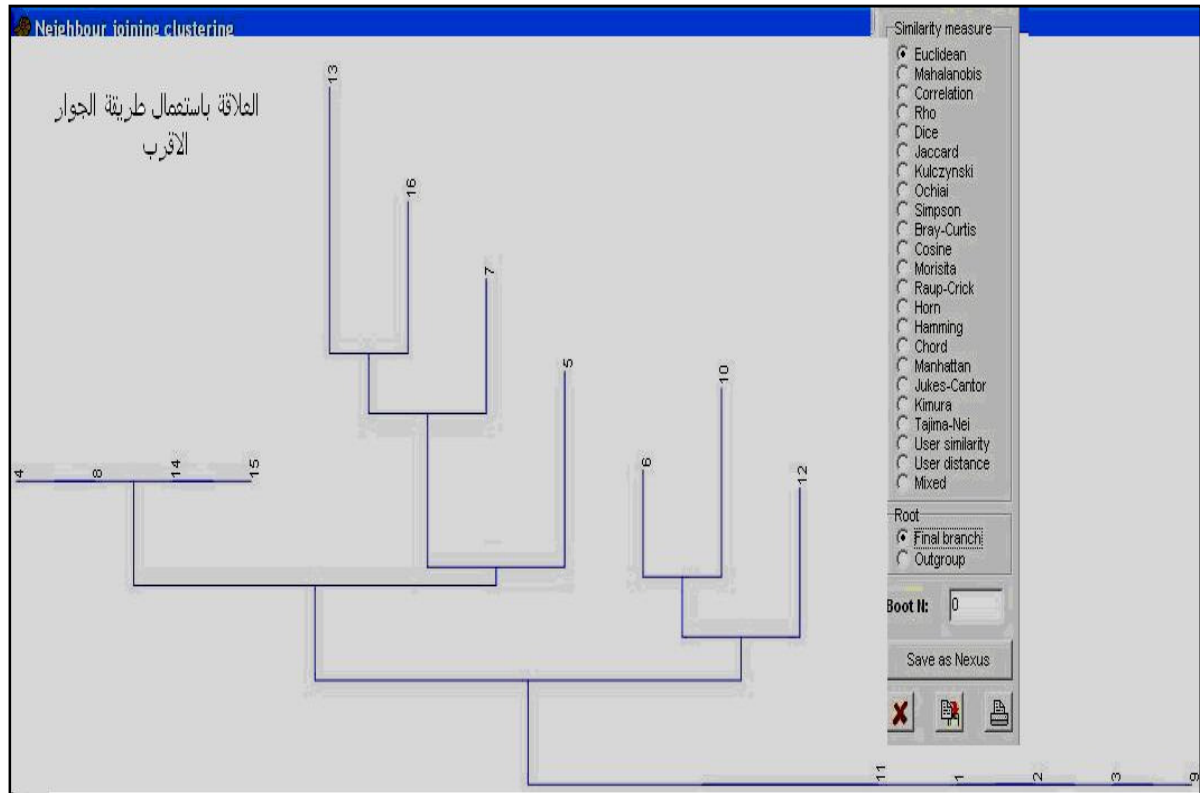 Neighbour joining clustering
العلاقة باستعمال طريقة الجوار
الاقرب
13
16
7
5
10
6
12
4
8
14
15
11
1
2
3
9
Similarity measure
Euclidean
Mahalanobis
Correlation
Rho
Dice
Jaccard
Kulczynski
Ochiai
Simpson
Bray-Curtis
Cosine
Morisita
Raup-Crick
Horn
Hamming
Chord
Manhattan
Jukes-Cantor
Kimura
Tajima-Nei
User similarity
User distance
Mixed
Root
Final branch
Outgroup
Boot N: 0
Save as Nexus